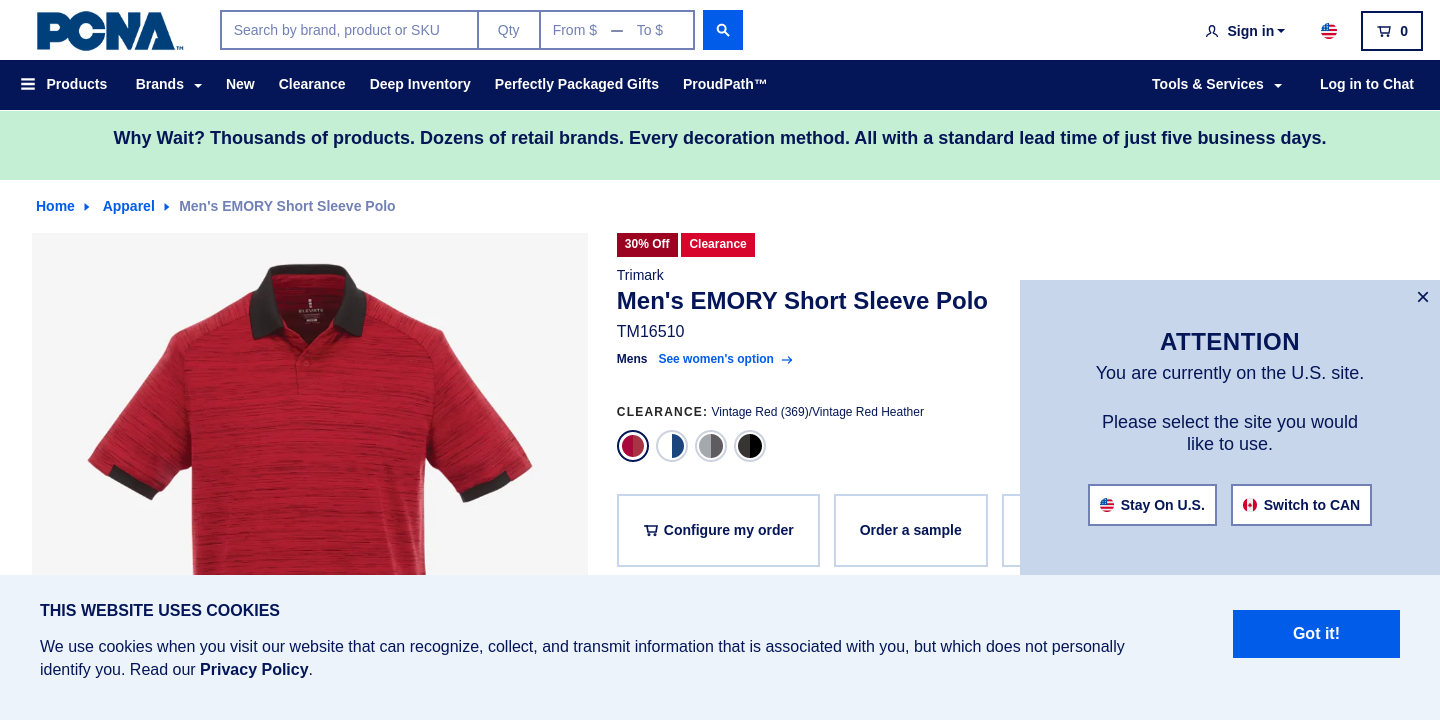 PCNA™
Search by brand, product or SKU
Qty
From $ — To $
Sign in
0
Products
Brands
New
Clearance
Deep Inventory
Perfectly Packaged Gifts
ProudPath™
Tools & Services
Log in to Chat
Why Wait? Thousands of products. Dozens of retail brands. Every decoration method. All with a standard lead time of just five business days.
Home
Apparel
Men's EMORY Short Sleeve Polo
ELEVATE
30% Off
Clearance
Trimark
Men's EMORY Short Sleeve Polo
TM16510
Mens See women's option →
CLEARANCE: Vintage Red (369)/Vintage Red Heather
Configure my order
Order a sample
×
ATTENTION
You are currently on the U.S. site.
Please select the site you would
like to use.
Stay On U.S.
Switch to CAN
THIS WEBSITE USES COOKIES
We use cookies when you visit our website that can recognize, collect, and transmit information that is associated with you, but which does not personally
identify you. Read our Privacy Policy.
Got it!